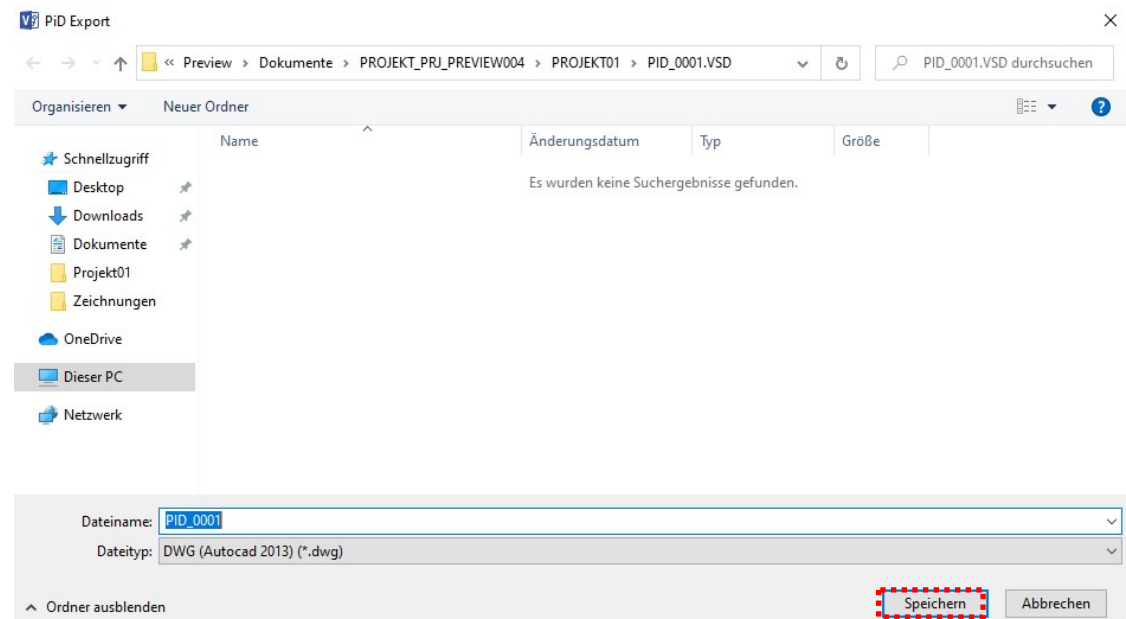 PiD Export
« Preview > Dokumente > PROJEKT_PRJ_PREVIEW004 > PROJEKT01 > PID_0001.VSD
PID_0001.VSD durchsuchen
Organisieren
Neuer Ordner
Name
Änderungsdatum
Typ
Größe
Es wurden keine Suchergebnisse gefunden.
Schnellzugriff
Desktop
Downloads
Dokumente
Projekt01
Zeichnungen
OneDrive
Dieser PC
Netzwerk
Dateiname: PID_0001
Dateityp: DWG (Autocad 2013) (*.dwg)
Ordner ausblenden
Speichern
Abbrechen